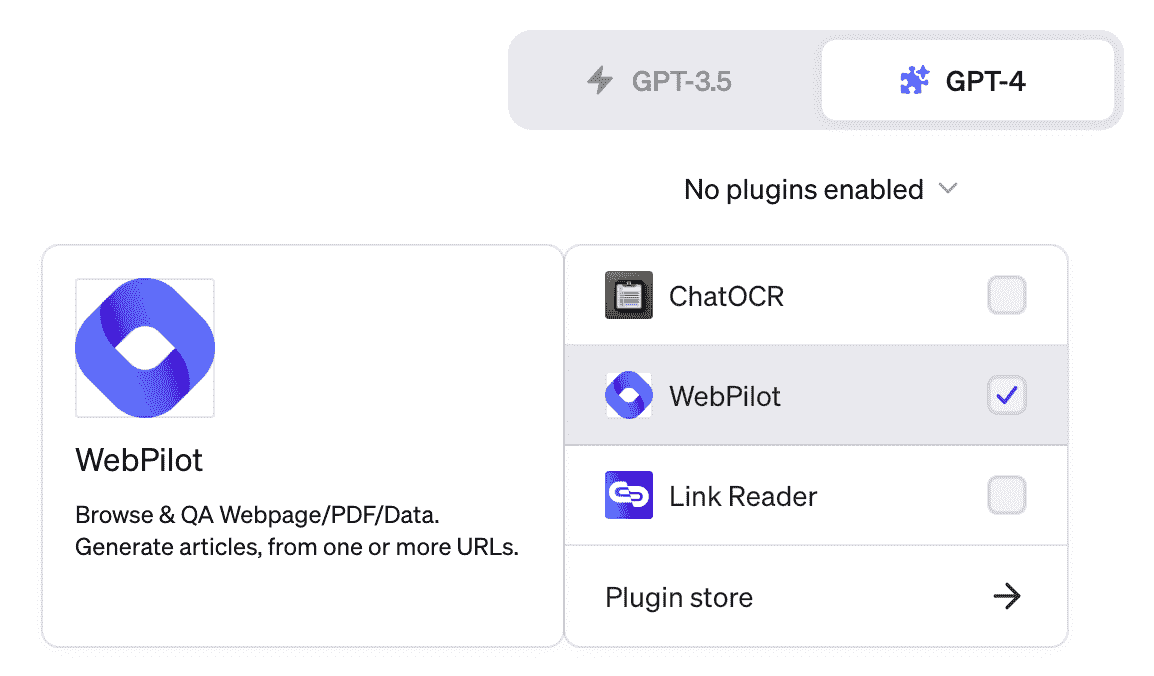 GPT-3.5
GPT-4
No plugins enabled
WebPilot
Browse & QA Webpage/PDF/Data.
Generate articles, from one or more URLs.
ChatOCR
WebPilot
Link Reader
Plugin store